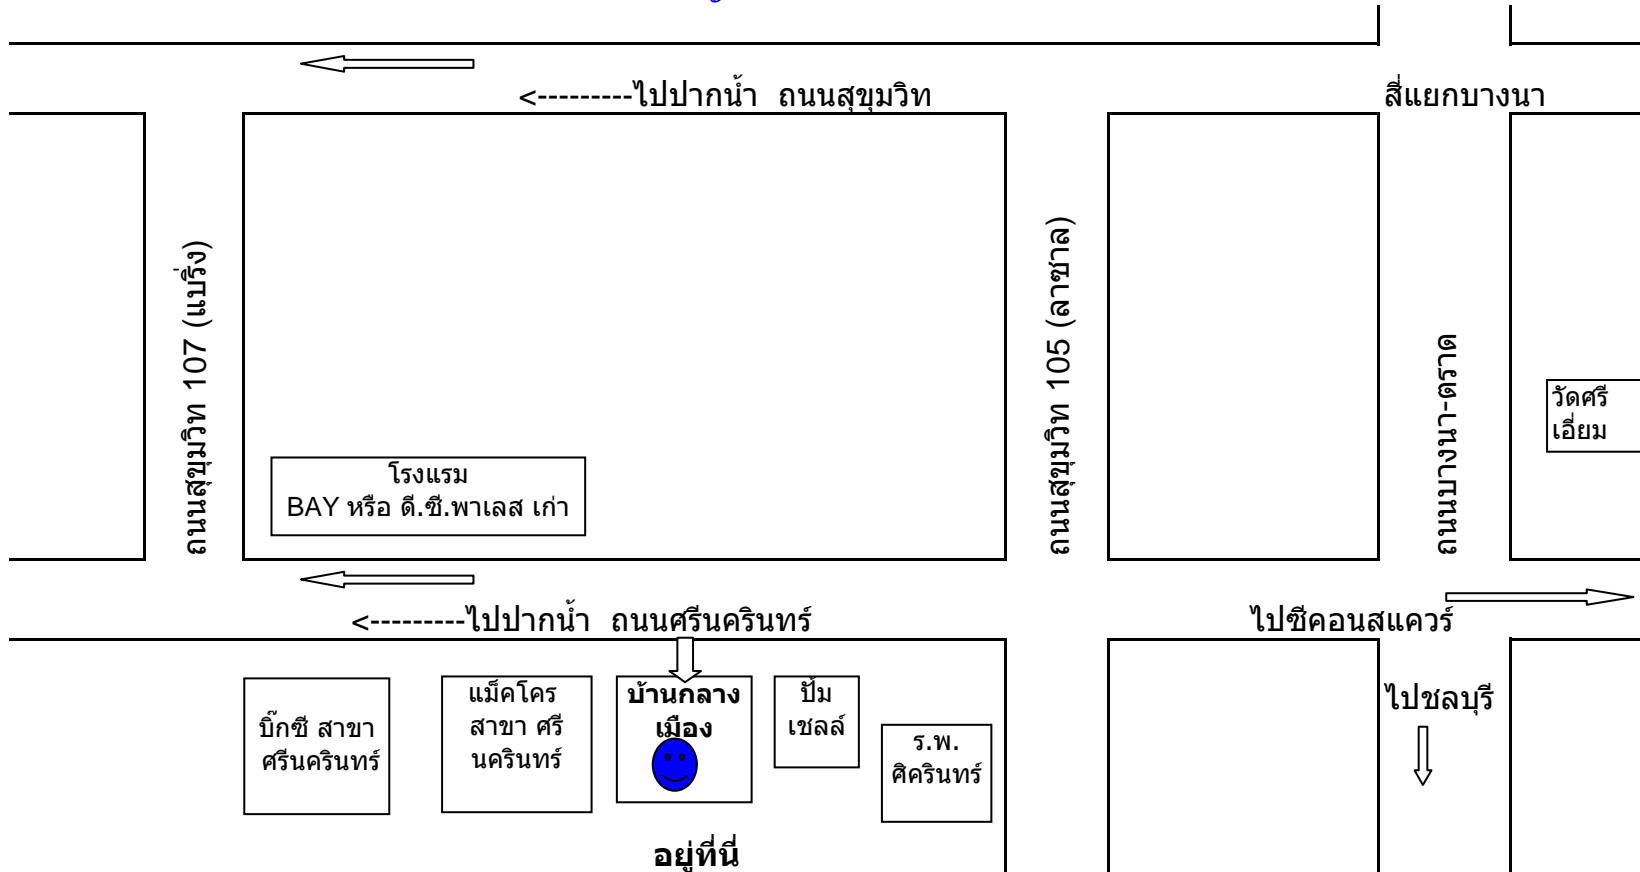 <---------ไปปากน้ำ ถนนสุขุมวิท
สี่แยกบางนา
ถนนสุขุมวิท 107 (แบริ่ง)
ถนนสุขุมวิท 105 (ลาซาล)
ถนนบางนา-ตราด
วัดศรี
เอี่ยม
โรงแรม
BAY หรือ ดี.ซี.พาเลส เก่า
<---------ไปปากน้ำ ถนนศรีนครินทร์
ไปซีคอนสแควร์
บิ๊กซี สาขา
ศรีนครินทร์
แม็คโคร
สาขา ศรี
นครินทร์
บ้านกลาง
เมือง
ปั๊ม
เชลล์
ร.พ.
ศิครินทร์
ไปชลบุรี
อยู่ที่นี่